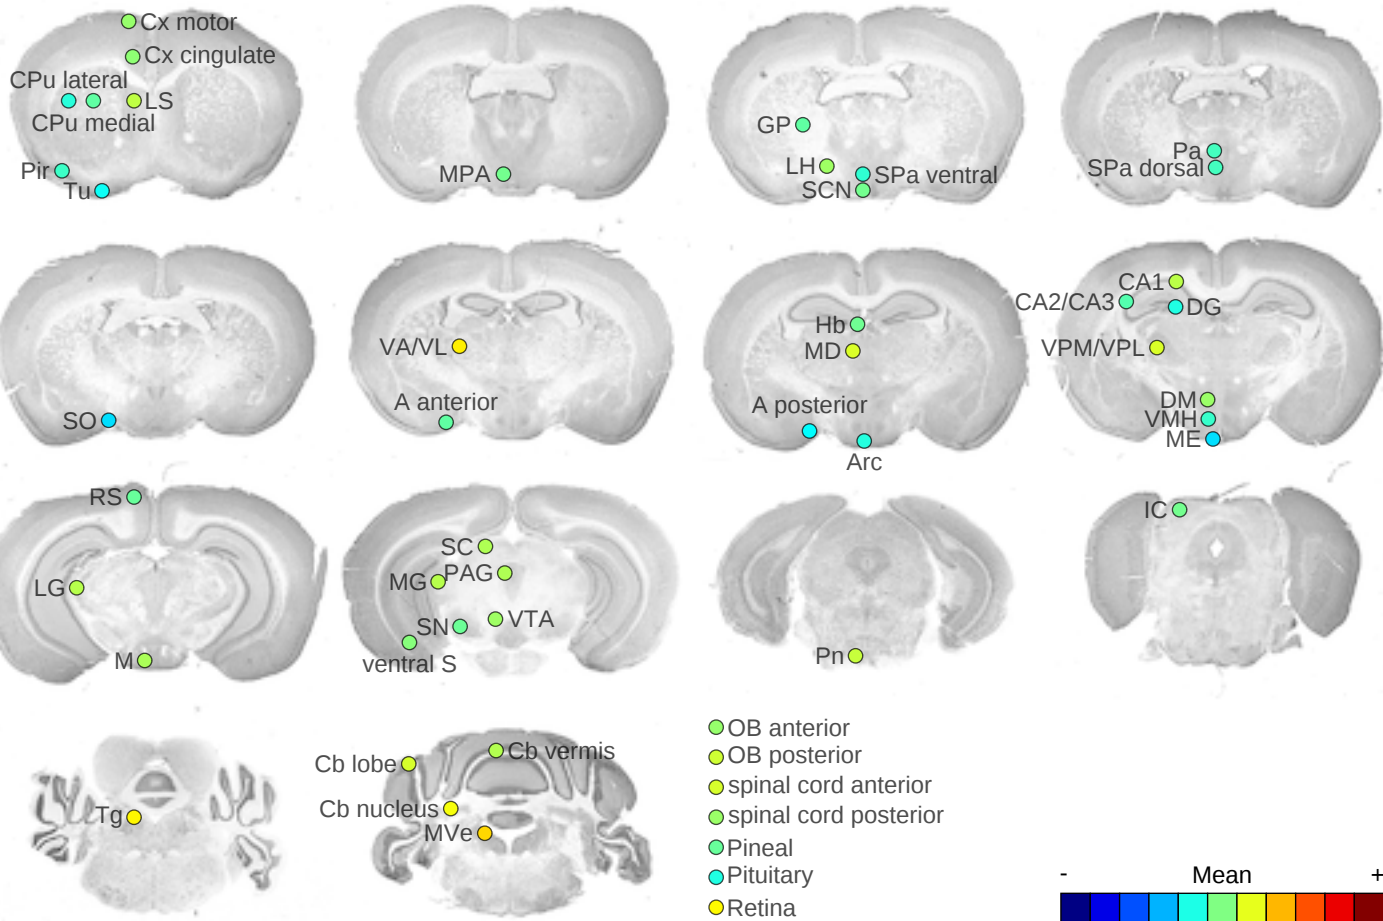 Cx motor
Cx cingulate
CPu lateral
LS
CPu medial
Pir
Tu
MPA
GP
LH
SPa ventral
SCN
Pa
SPa dorsal
SO
VA/VL
A anterior
Hb
MD
A posterior
Arc
CA1
CA2/CA3
DG
VPM/VPL
DM
VMH
ME
RS
LG
M
SC
PAG
MG
VTA
SN
ventral S
Pn
IC
Tg
Cb vermis
Cb lobe
Cb nucleus
MVe
OB anterior
OB posterior
spinal cord anterior
spinal cord posterior
Pineal
Pituitary
Retina
- Mean +